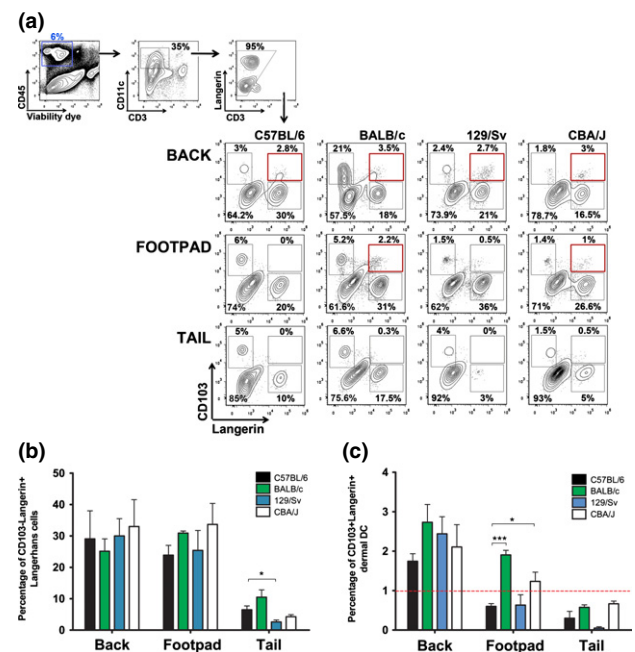 (a)
6%
35%
95%
CD45
Viability dye
CD11c
CD3
Langerin
CD3
C57BL/6 BALB/c 129/Sv CBA/J
BACK
3% 2.8% 21% 3.5% 2.4% 2.7% 1.8% 3%
64.2% 30% 57.5% 18% 73.9% 21% 78.7% 16.5%
FOOTPAD
6% 0% 5.2% 2.2% 1.5% 0.5% 1.4% 1%
74% 20% 61.6% 31% 62% 36% 71% 26.6%
TAIL
5% 0% 6.6% 0.3% 4% 0% 1.5% 0.5%
85% 10% 75.6% 17.5% 92% 3% 93% 5%
CD103
Langerin
(b)
Percentage of CD103-Langerin+
Langerhans cells
50
40
30
20
10
0
C57BL/6
BALB/c
129/Sv
CBA/J
*
Back Footpad Tail
(c)
Percentage of CD103+Langerin+
dermal DC
4
3
2
1
0
C57BL/6
BALB/c
129/Sv
CBA/J
*
***
Back Footpad Tail